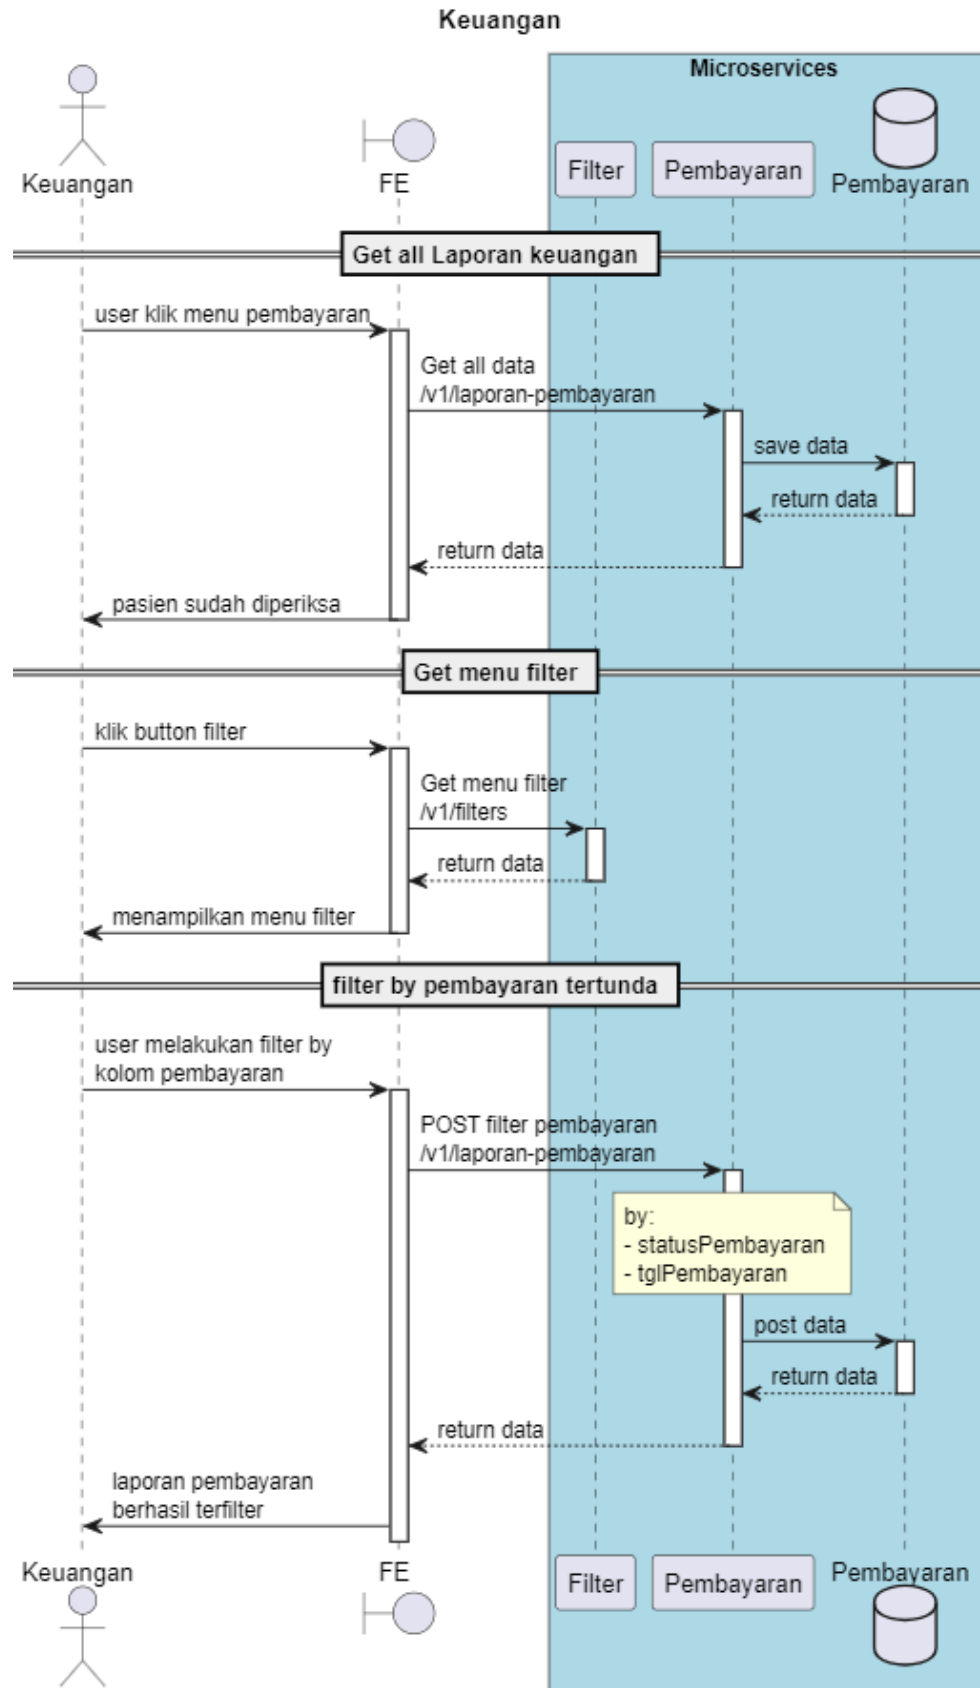 Keuangan
Microservices
Keuangan
FE
Filter
Pembayaran
Pembayaran
Get all Laporan keuangan
user klik menu pembayaran
Get all data
/v1/laporan-pembayaran
save data
return data
return data
pasien sudah diperiksa
Get menu filter
klik button filter
Get menu filter
/v1/filters
return data
menampilkan menu filter
filter by pembayaran tertunda
user melakukan filter by
kolom pembayaran
POST filter pembayaran
/v1/laporan-pembayaran
by:
- statusPembayaran
- tglPembayaran
post data
return data
return data
laporan pembayaran
berhasil terfilter
Keuangan
FE
Filter
Pembayaran
Pembayaran